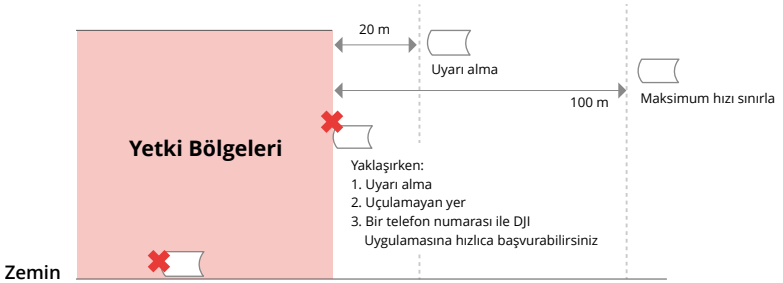 20 m
Uyarı alma
100 m
Maksimum hızı sınırla
Yetki Bölgeleri
Yaklaşırken:
1. Uyarı alma
2. Uçulamayan yer
3. Bir telefon numarası ile DJI
Uygulamasına hızlıca başvurabilirsiniz
Zemin